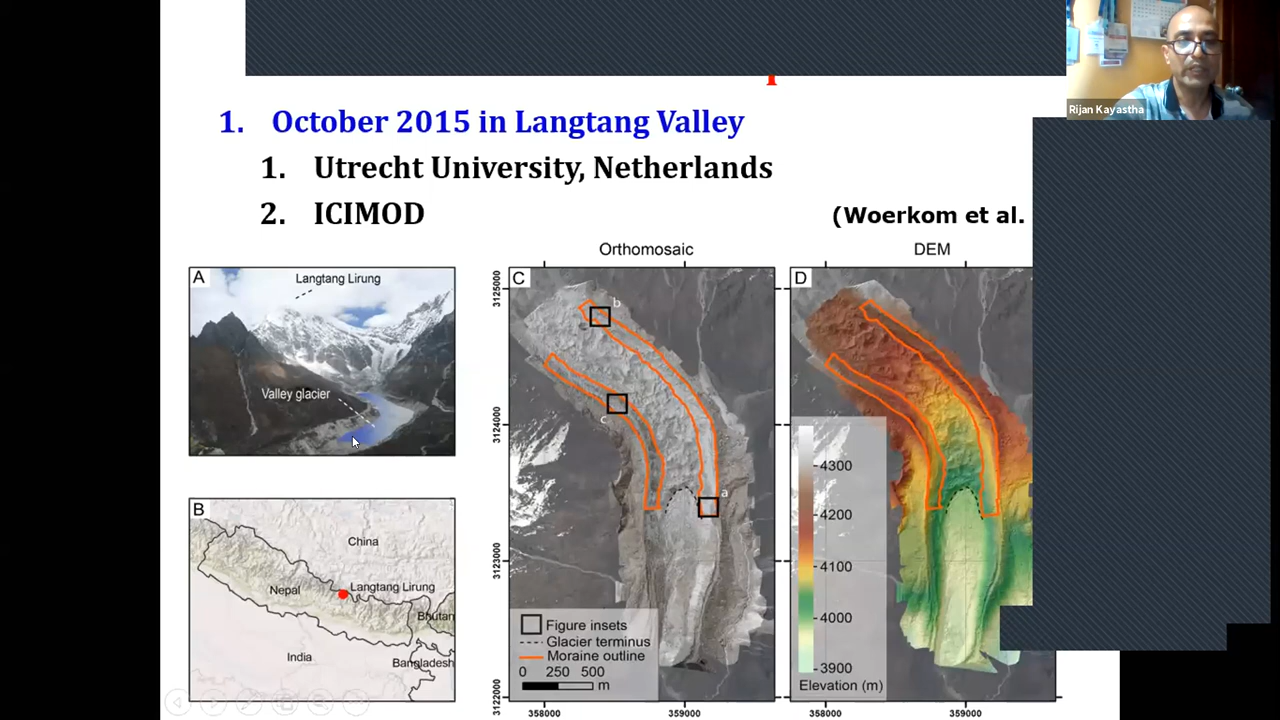 Rijan Kayastha
1. October 2015 in Langtang Valley
1. Utrecht University, Netherlands
2. ICIMOD
(Woerkom et al.
Orthomosaic
DEM
A
Langtang Lirung
Valley glacier
B
China
Nepal
Langtang Lirung
Bhutan
India
Bangladesh
C
b
c
a
3125000
3124000
3123000
3122000
Figure insets
Glacier terminus
Moraine outline
0 250 500
m
358000 359000
D
4300
4200
4100
4000
3900
Elevation (m)
358000 359000